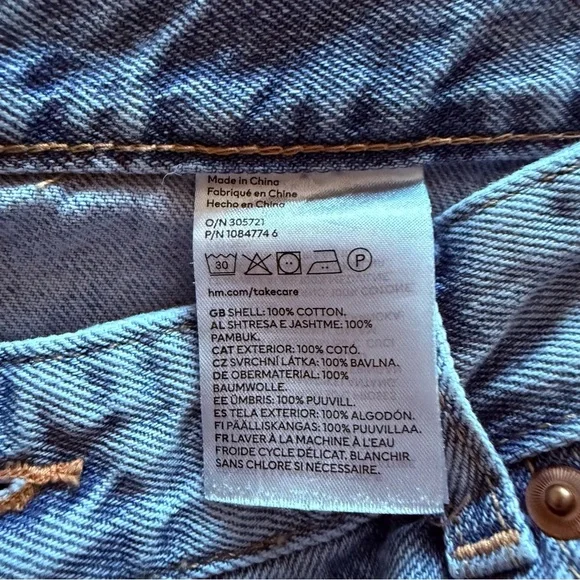 Made in China
Fabriqué en Chine
Hecho en China
O/N 305721
P/N 1084774 6
30 P
hm.com/takecare
GB SHELL: 100% COTTON.
AL SHTRESA E JASHTME: 100%
PAMBUK.
CAT EXTERIOR: 100% COTÓ.
CZ SVRCHNÍ LÁTKA: 100% BAVLNA.
DE OBERMATERIAL: 100%
BAUMWOLLE.
EE ÜMBRIS: 100% PUUVILL.
ES TELA EXTERIOR: 100% ALGODÓN.
FI PÄÄLLISKANGAS: 100% PUUVILLAA.
FR LAVER À LA MACHINE À L'EAU
FROIDE CYCLE DÉLICAT. BLANCHIR
SANS CHLORE SI NÉCESSAIRE.